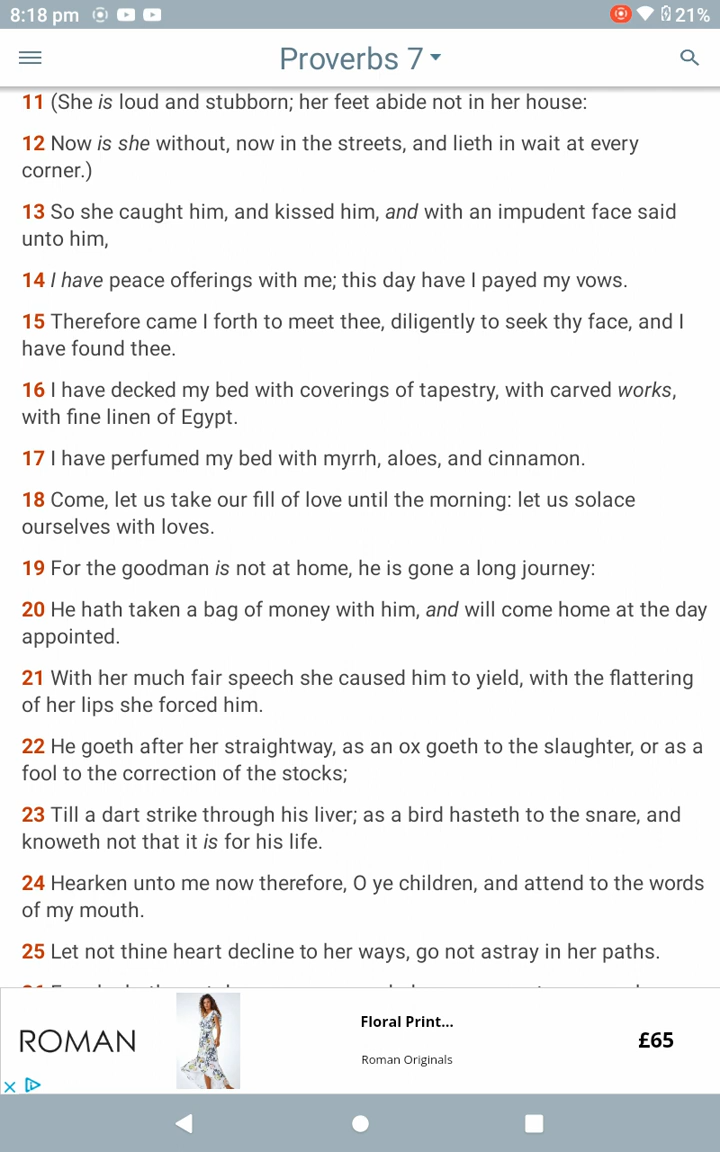 8:18 pm 21%
Proverbs 7
11 (She is loud and stubborn; her feet abide not in her house:
12 Now is she without, now in the streets, and lieth in wait at every
corner.)
13 So she caught him, and kissed him, and with an impudent face said
unto him,
14 I have peace offerings with me; this day have I payed my vows.
15 Therefore came I forth to meet thee, diligently to seek thy face, and I
have found thee.
16 I have decked my bed with coverings of tapestry, with carved works,
with fine linen of Egypt.
17 I have perfumed my bed with myrrh, aloes, and cinnamon.
18 Come, let us take our fill of love until the morning: let us solace
ourselves with loves.
19 For the goodman is not at home, he is gone a long journey:
20 He hath taken a bag of money with him, and will come home at the day
appointed.
21 With her much fair speech she caused him to yield, with the flattering
of her lips she forced him.
22 He goeth after her straightway, as an ox goeth to the slaughter, or as a
fool to the correction of the stocks;
23 Till a dart strike through his liver; as a bird hasteth to the snare, and
knoweth not that it is for his life.
24 Hearken unto me now therefore, O ye children, and attend to the words
of my mouth.
25 Let not thine heart decline to her ways, go not astray in her paths.
ROMAN
Floral Print...
Roman Originals
£65